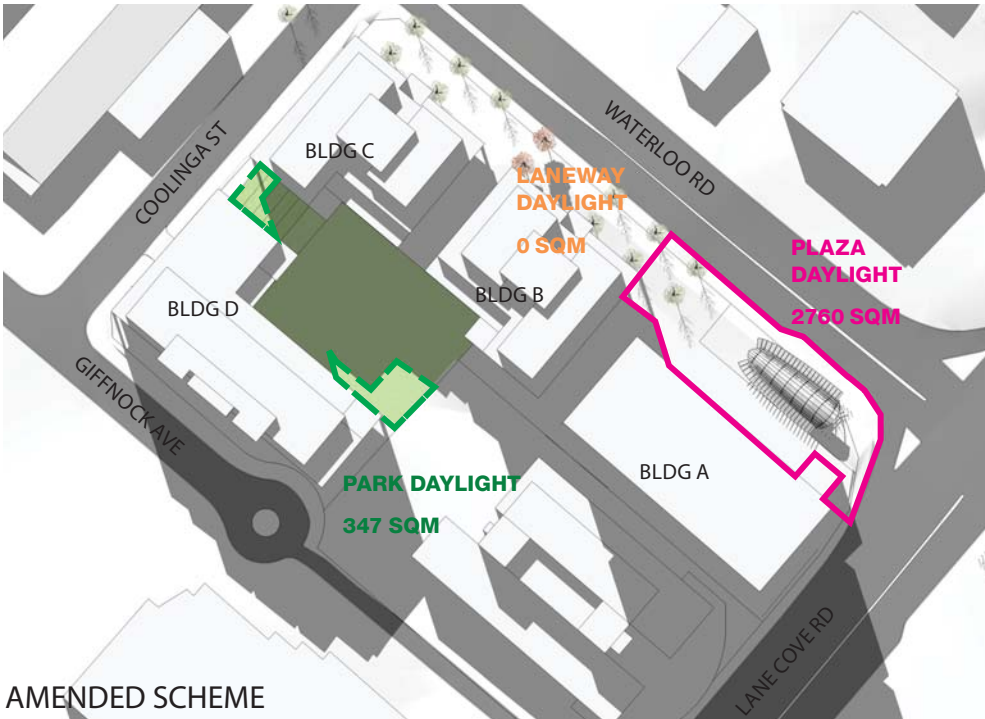 COOLINGA ST
BLDG C
WATERLOO RD
LANEWAY
DAYLIGHT
0 SQM
PLAZA
DAYLIGHT
2760 SQM
BLDG D
BLDG B
GIFFNOCK AVE
BLDG A
PARK DAYLIGHT
347 SQM
LANE COVE RD
AMENDED SCHEME